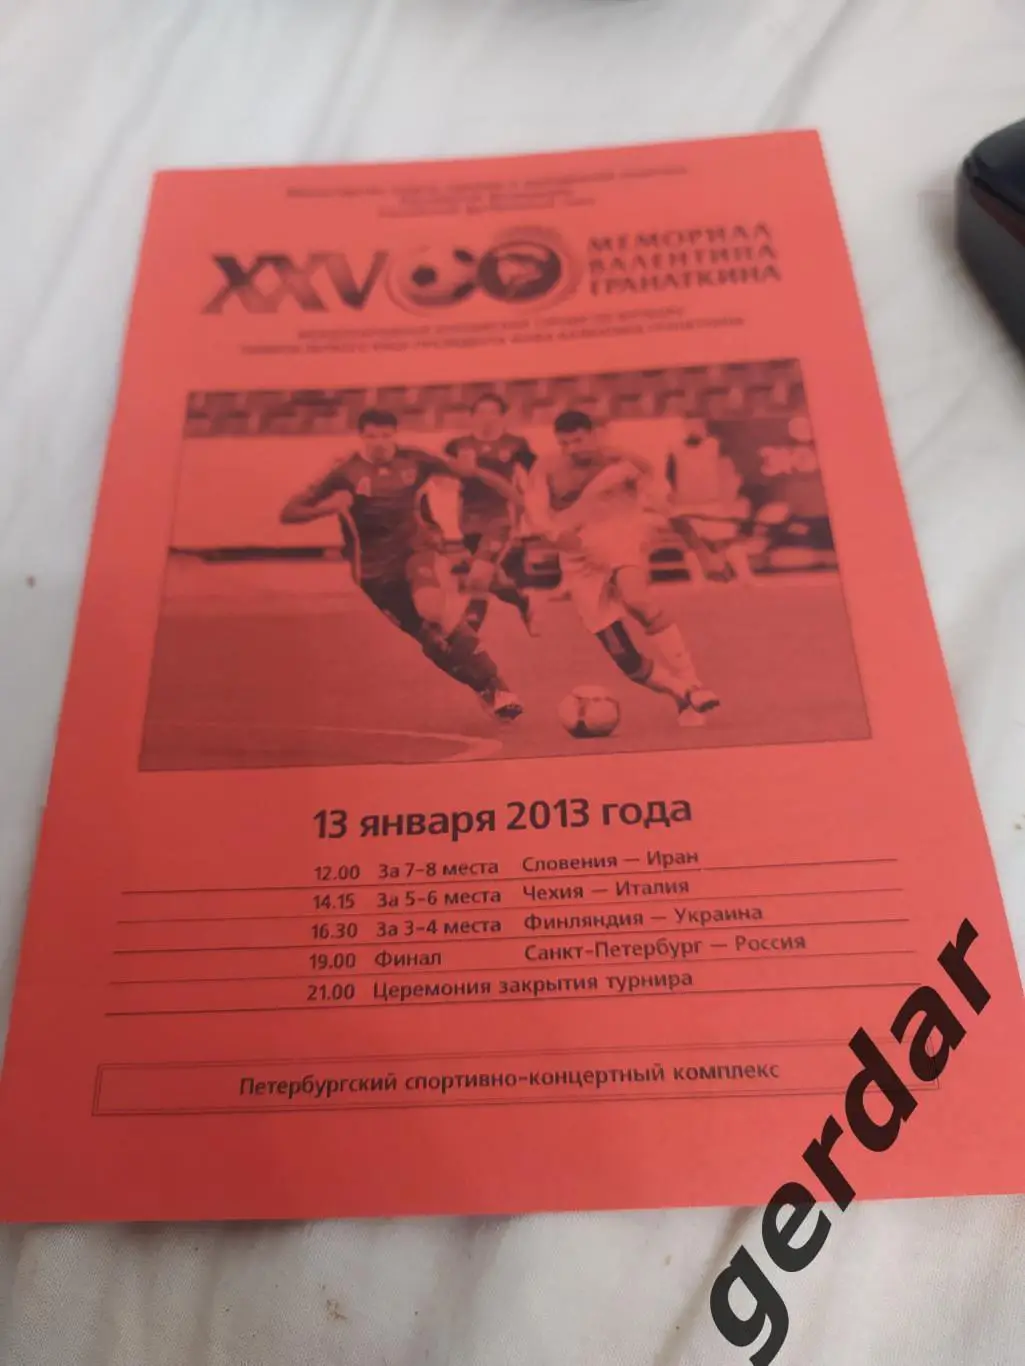 XXV
МЕМОРИАЛ
ВАЛЕНТИНА
ГРАНАТКИНА
13 января 2013 года
12.00 За 7–8 места Словения — Иран
14.15 За 5–6 места Чехия — Италия
16.30 За 3–4 места Финляндия — Украина
19.00 Финал Санкт-Петербург — Россия
21.00 Церемония закрытия турнира
Петербургский спортивно-концертный комплекс
gerdar